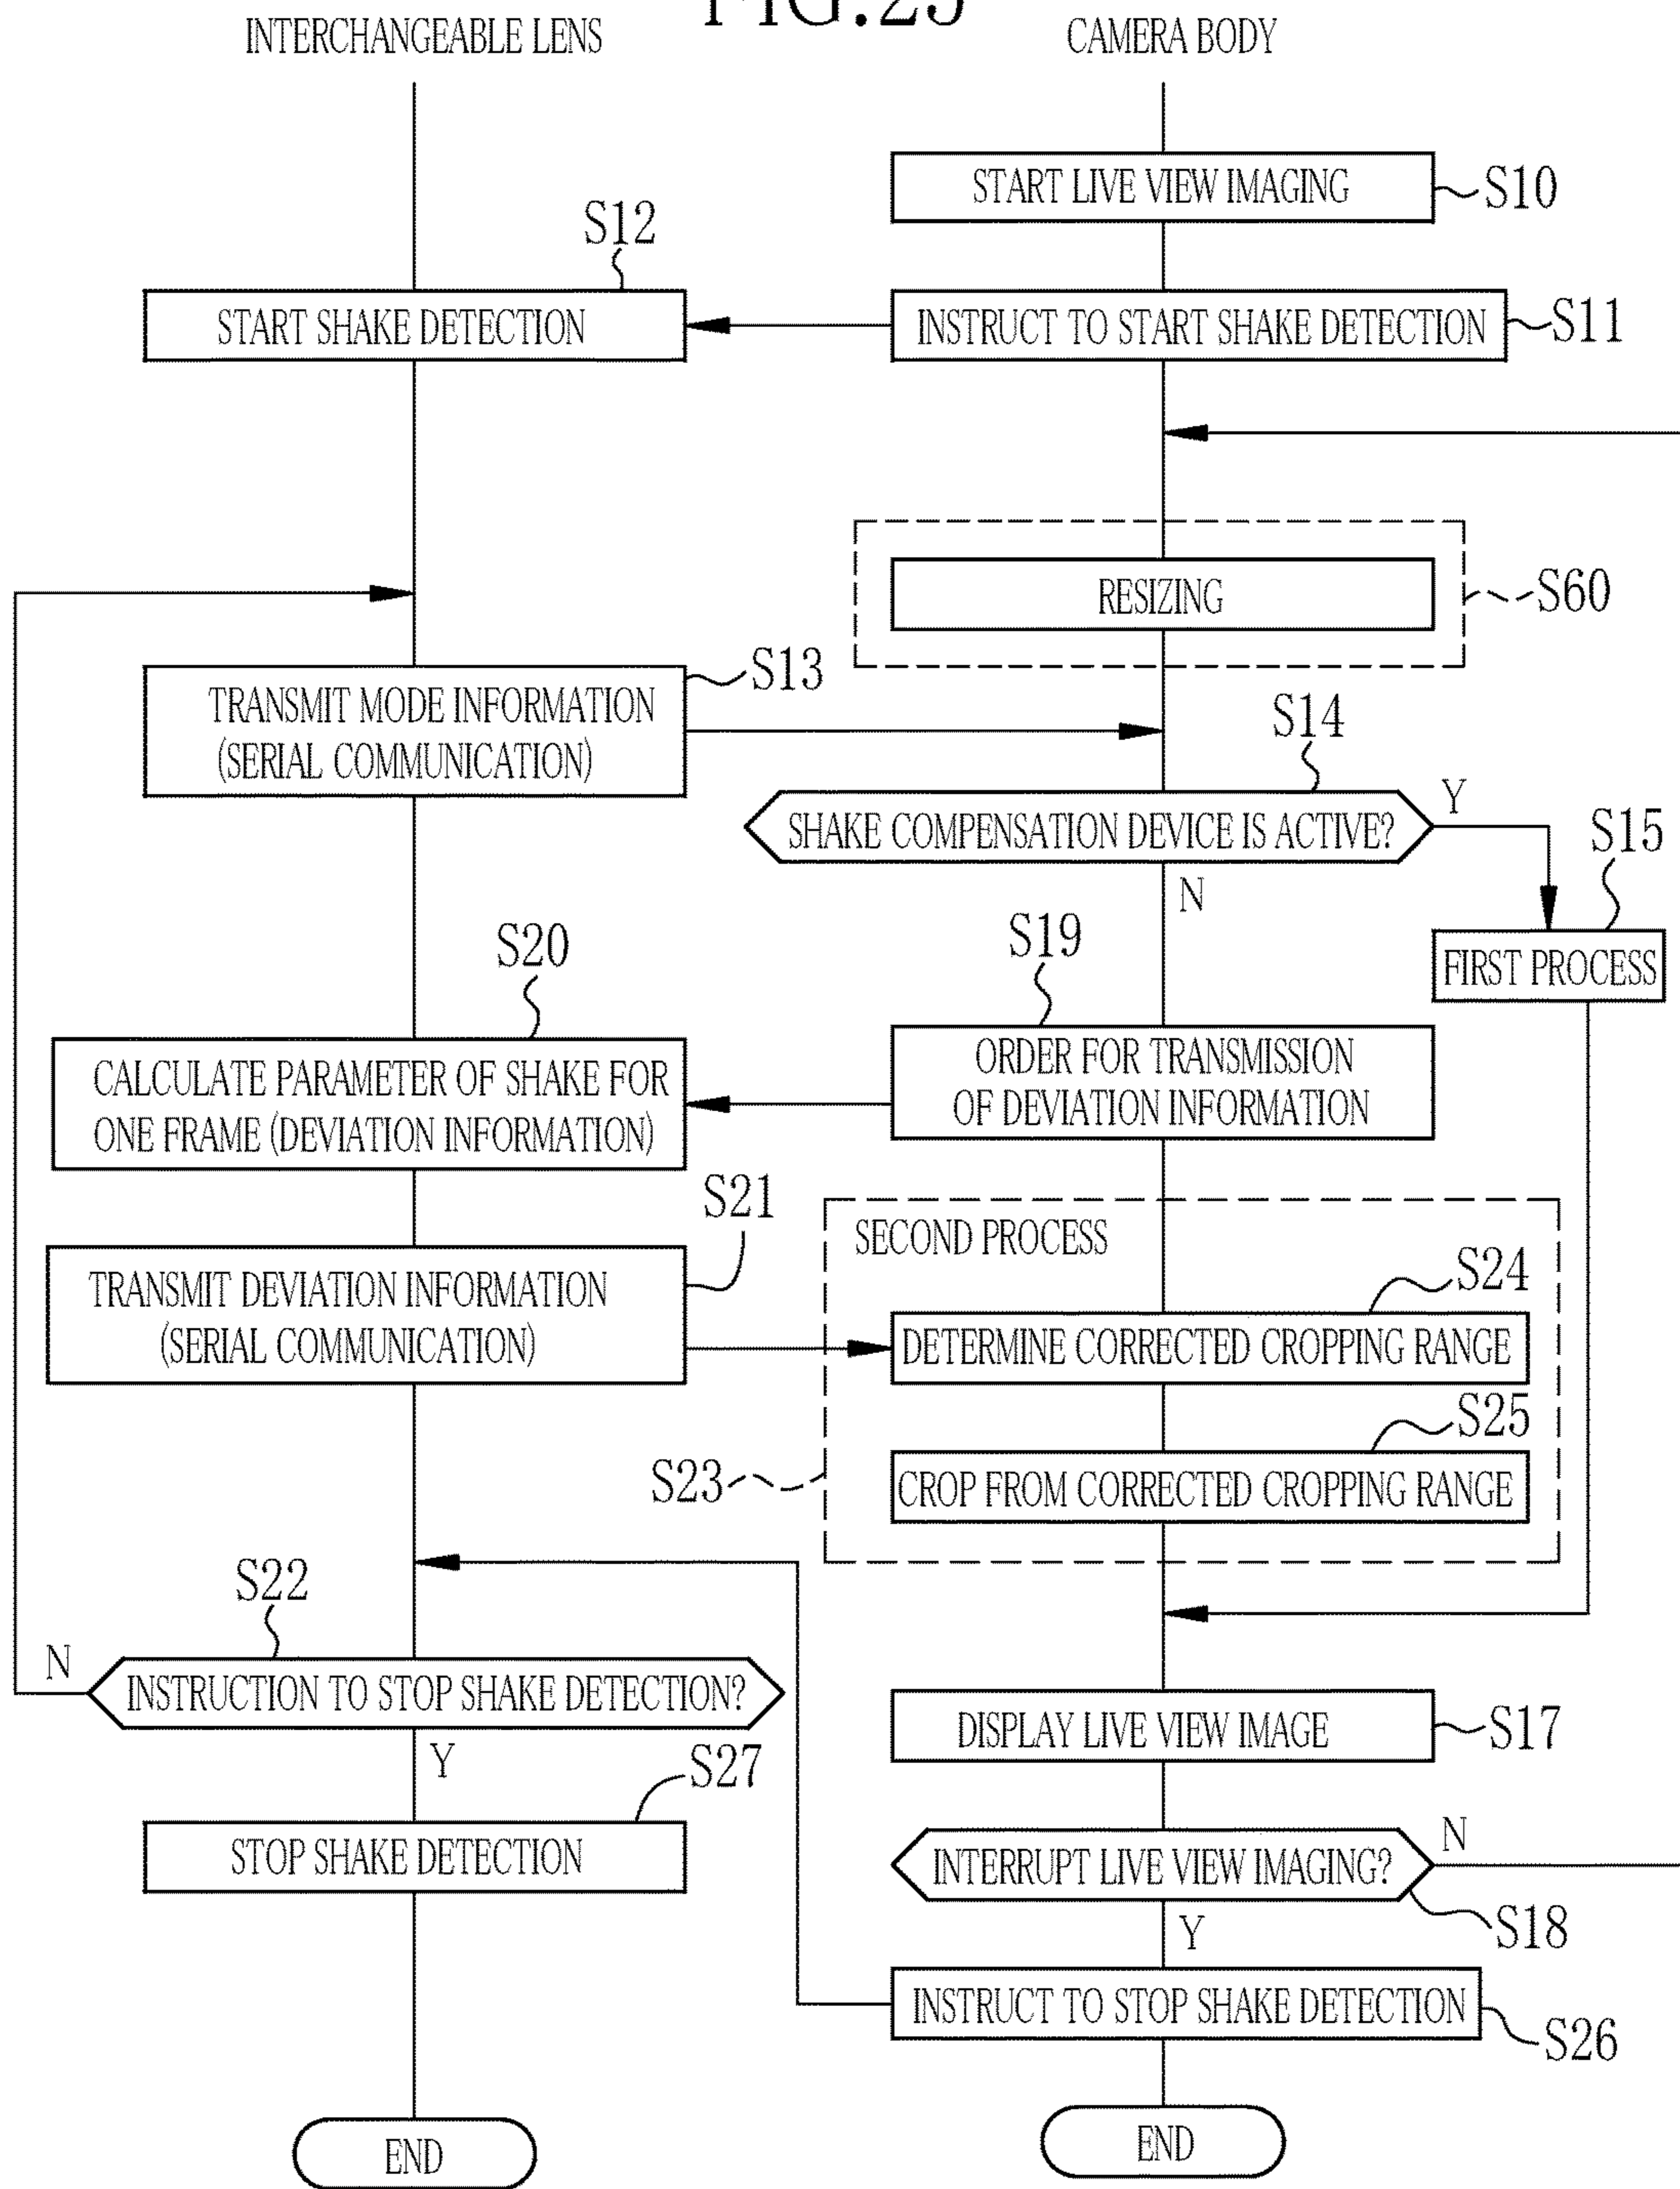 FIG.25
INTERCHANGEABLE LENS
CAMERA BODY
START LIVE VIEW IMAGING
S10
S12
START SHAKE DETECTION
INSTRUCT TO START SHAKE DETECTION
S11
RESIZING
S60
S13
TRANSMIT MODE INFORMATION
(SERIAL COMMUNICATION)
S14
SHAKE COMPENSATION DEVICE IS ACTIVE?
Y
N
S15
FIRST PROCESS
S20
S19
CALCULATE PARAMETER OF SHAKE FOR
ONE FRAME (DEVIATION INFORMATION)
ORDER FOR TRANSMISSION
OF DEVIATION INFORMATION
S21
TRANSMIT DEVIATION INFORMATION
(SERIAL COMMUNICATION)
SECOND PROCESS
S24
DETERMINE CORRECTED CROPPING RANGE
S25
S23
CROP FROM CORRECTED CROPPING RANGE
S22
N
INSTRUCTION TO STOP SHAKE DETECTION?
Y
DISPLAY LIVE VIEW IMAGE
S17
S27
STOP SHAKE DETECTION
INTERRUPT LIVE VIEW IMAGING?
N
S18
Y
INSTRUCT TO STOP SHAKE DETECTION
S26
END
END